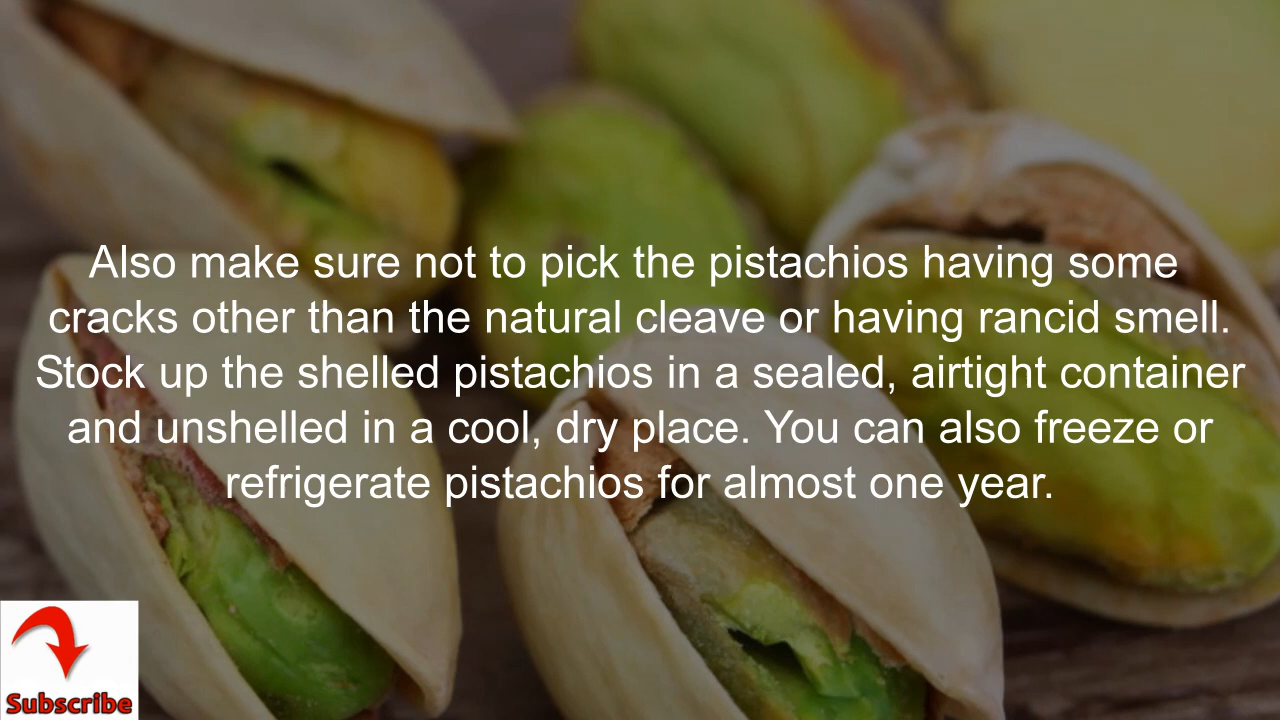 Also make sure not to pick the pistachios having some
cracks other than the natural cleave or having rancid smell.
Stock up the shelled pistachios in a sealed, airtight container
and unshelled in a cool, dry place. You can also freeze or
refrigerate pistachios for almost one year.
Subscribe